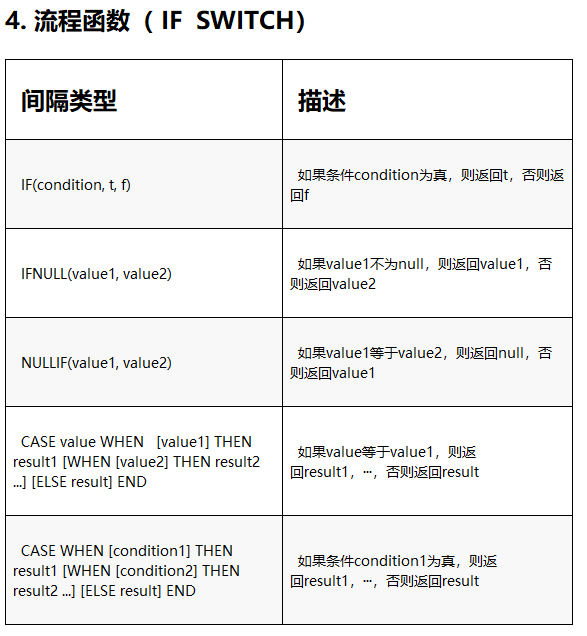 4. 流程函数（ IF  SWITCH）
间隔类型
描述
IF(condition, t, f)
如果条件condition为真，则返回t，否则返
回f
IFNULL(value1, value2)
如果value1不为null，则返回value1，否
则返回value2
NULLIF(value1, value2)
如果value1等于value2，则返回null，否
则返回value1
CASE value WHEN   [value1] THEN
result1 [WHEN [value2] THEN result2
...] [ELSE result] END
如果value等于value1，则返
回result1，···，否则返回result
CASE WHEN [condition1] THEN
result1 [WHEN [condition2] THEN
result2 ...] [ELSE result] END
如果条件condition1为真，则返
回result1，···，否则返回result